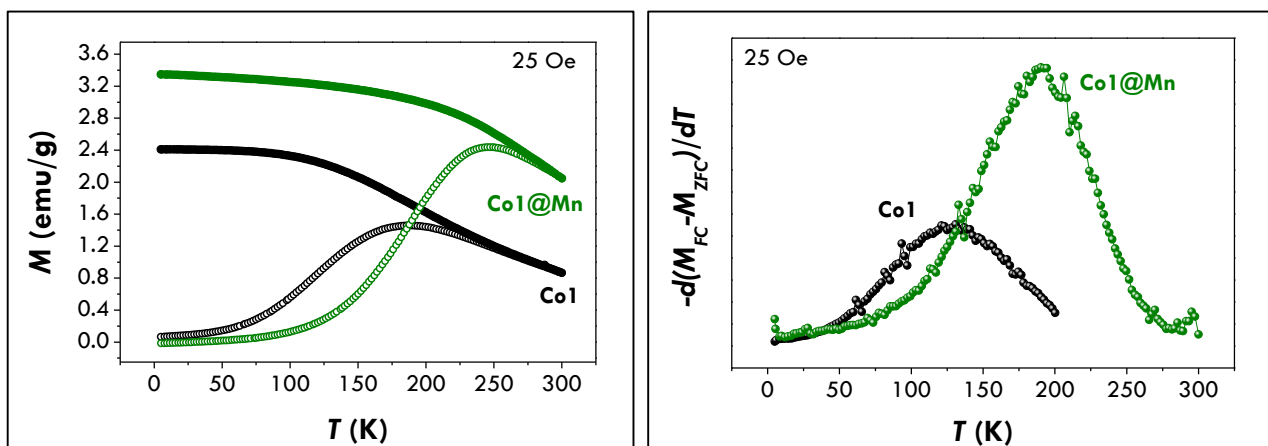 25 Oe
3.6
3.2
2.8
2.4
2.0
1.6
1.2
0.8
0.4
0.0
M (emu/g)
Co1@Mn
Co1
0 50 100 150 200 250 300
T (K)
25 Oe
Co1@Mn
Co1
-d(M_FC-M_ZFC)/dT
0 50 100 150 200 250 300
T (K)